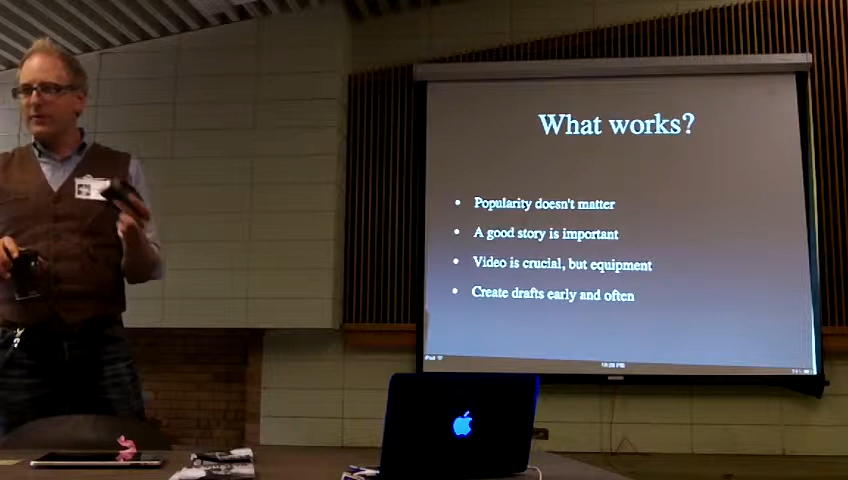 What works?
• Popularity doesn't matter
• A good story is important
• Video is crucial, but equipment
• Create drafts early and often
iPad